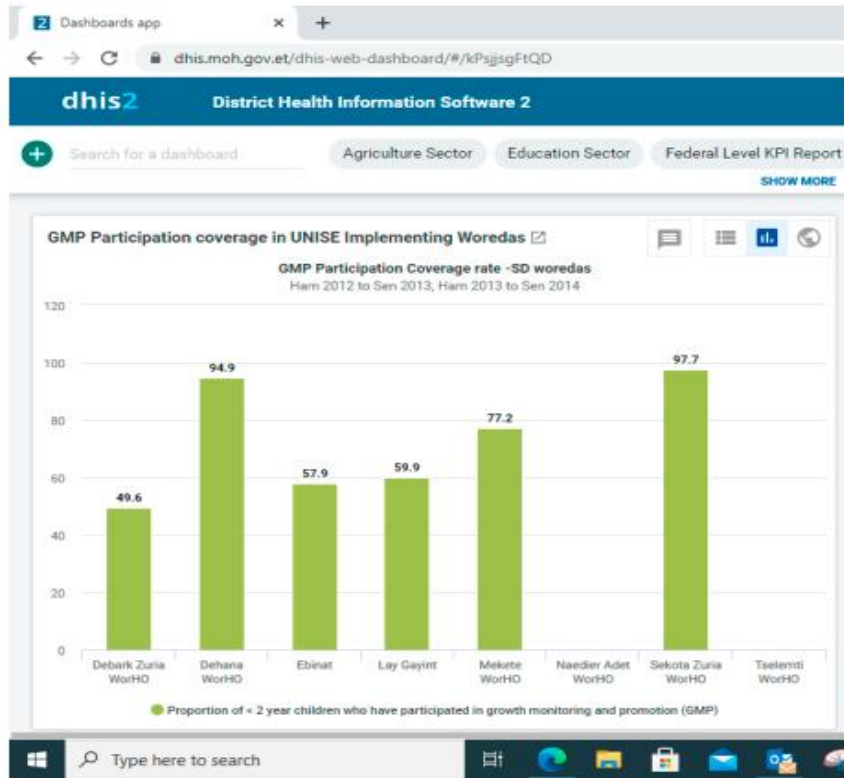 2 Dashboards app × +
dhis.moh.gov.et/dhis-web-dashboard/#/kPsjjsgFtQD
dhis2 District Health Information Software 2
+ Search for a dashboard Agriculture Sector Education Sector Federal Level KPI Report
SHOW MORE
GMP Participation coverage in UNISE Implementing Woredas
GMP Participation Coverage rate -SD woredas
Ham 2012 to Sen 2013, Ham 2013 to Sen 2014
120
100
80
60
40
20
0
49.6
94.9
57.9
59.9
77.2
97.7
Debark Zuria WorHO
Dehana WorHO
Ebinat
Lay Gayint
Mekete WorHO
Naedier Adet WorHO
Sekota Zuria WorHO
Tselemti WorHO
Proportion of < 2 year children who have participated in growth monitoring and promotion (GMP)
Type here to search